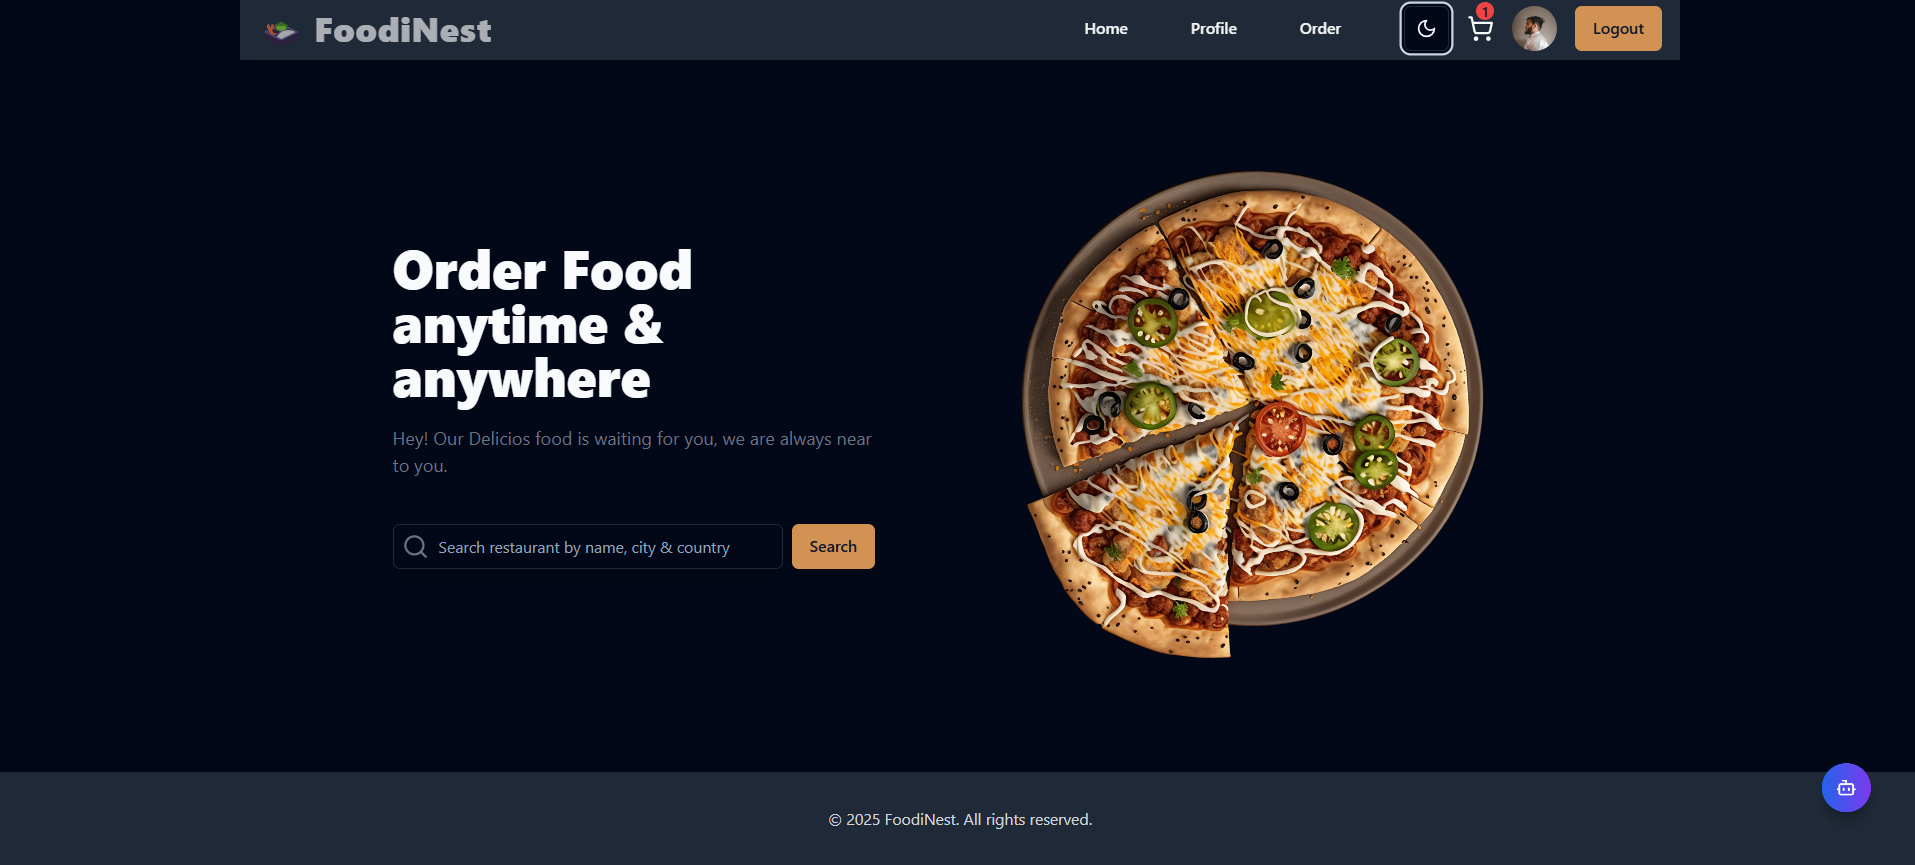 FoodiNest
Home Profile Order
1
Logout
Order Food
anytime &
anywhere
Hey! Our Delicios food is waiting for you, we are always near
to you.
Search restaurant by name, city & country
Search
© 2025 FoodiNest. All rights reserved.